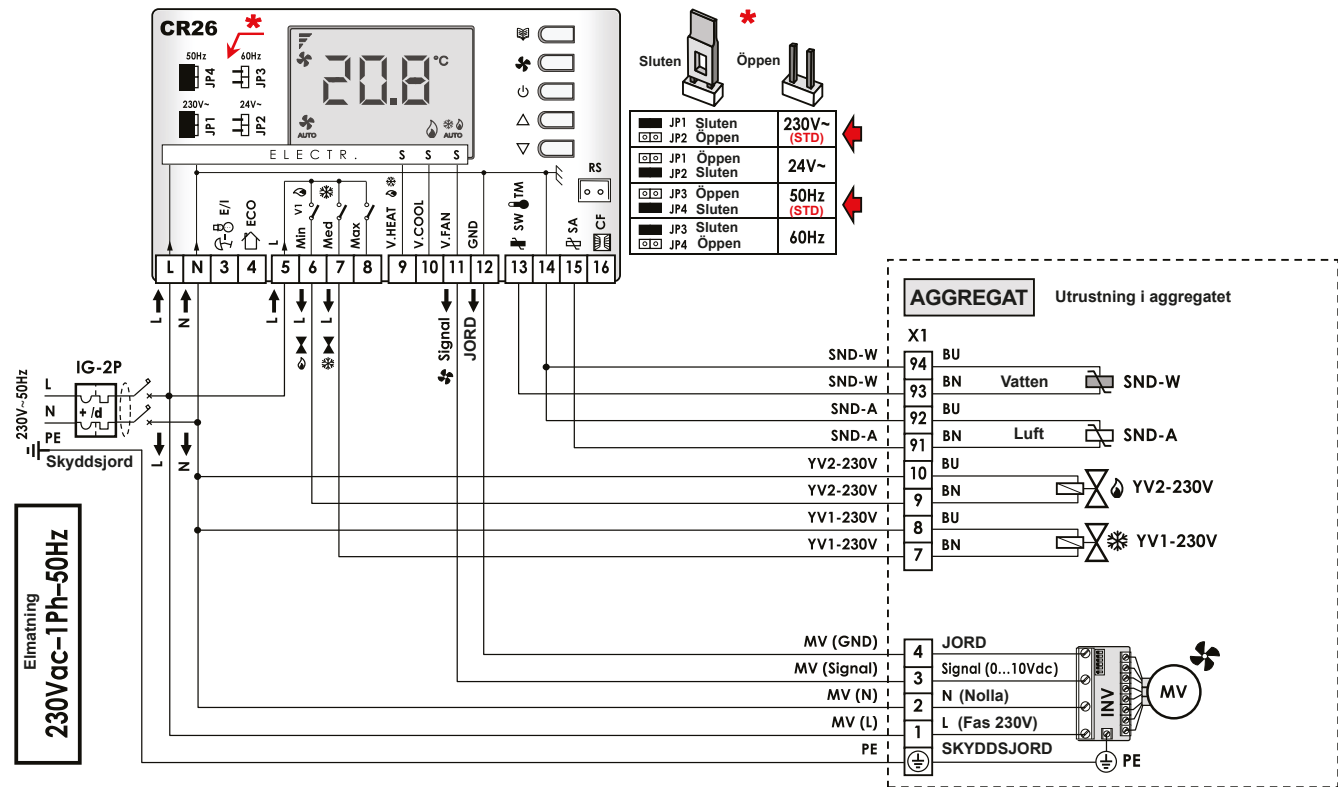 CR26
*
50Hz
60Hz
JP4
JP3
230V~
24V~
JP1
JP2
20.8 °C
AUTO
AUTO
ELECTR. S S S
*
Sluten
Öppen
JP1 Sluten
JP2 Öppen
230V~
(STD)
JP1 Öppen
JP2 Sluten
24V~
JP3 Öppen
JP4 Sluten
50Hz
(STD)
JP3 Sluten
JP4 Öppen
60Hz
RS
E/I
ECO
L
Min
V1
Med
Max
V.HEAT
V.COOL
V.FAN
GND
SW
TM
SA
CF
L N 3 4 5 6 7 8 9 10 11 12 13 14 15 16
L
N
L
L
L
Signal
JORD
IG-2P
230V~50Hz
L
N
PE
+ /d
Skyddsjord
L
N
Elmatning
230Vac–1Ph–50Hz
AGGREGAT
Utrustning i aggregatet
X1
SND-W 94 BU
SND-W 93 BN
Vatten
SND-W
SND-A 92 BU
SND-A 91 BN
Luft
SND-A
YV2-230V 10 BU
YV2-230V 9 BN
YV2-230V
YV1-230V 8 BU
YV1-230V 7 BN
YV1-230V
MV (GND) 4 JORD
MV (Signal) 3 Signal (0...10Vdc)
MV (N) 2 N (Nolla)
MV (L) 1 L (Fas 230V)
PE SKYDDSJORD
INV
MV
PE